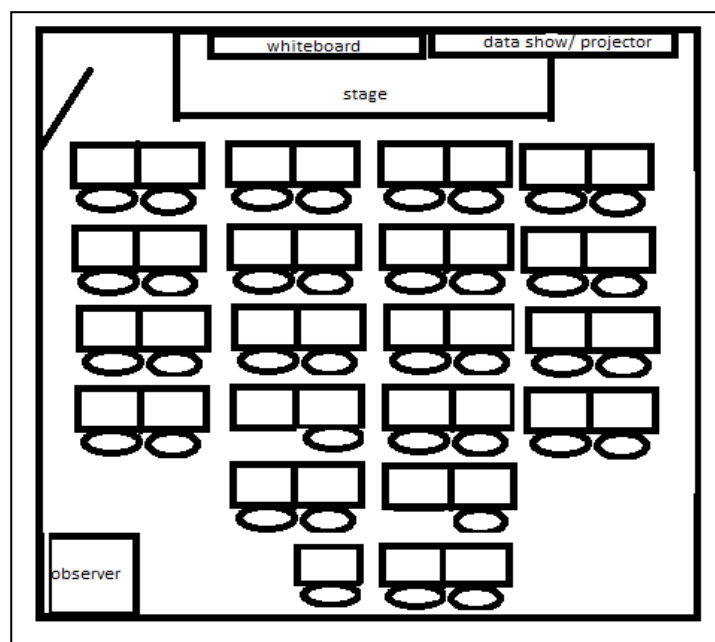 whiteboard
data show/ projector
stage
observer